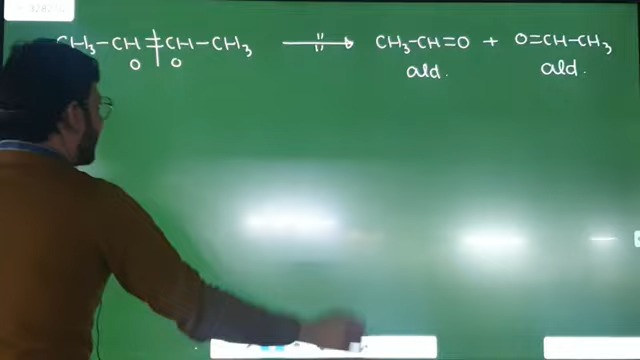 CH₃-CH=CH-CH₃ —"→ CH₃-CH=O + O=CH-CH₃
O O
ald. ald.